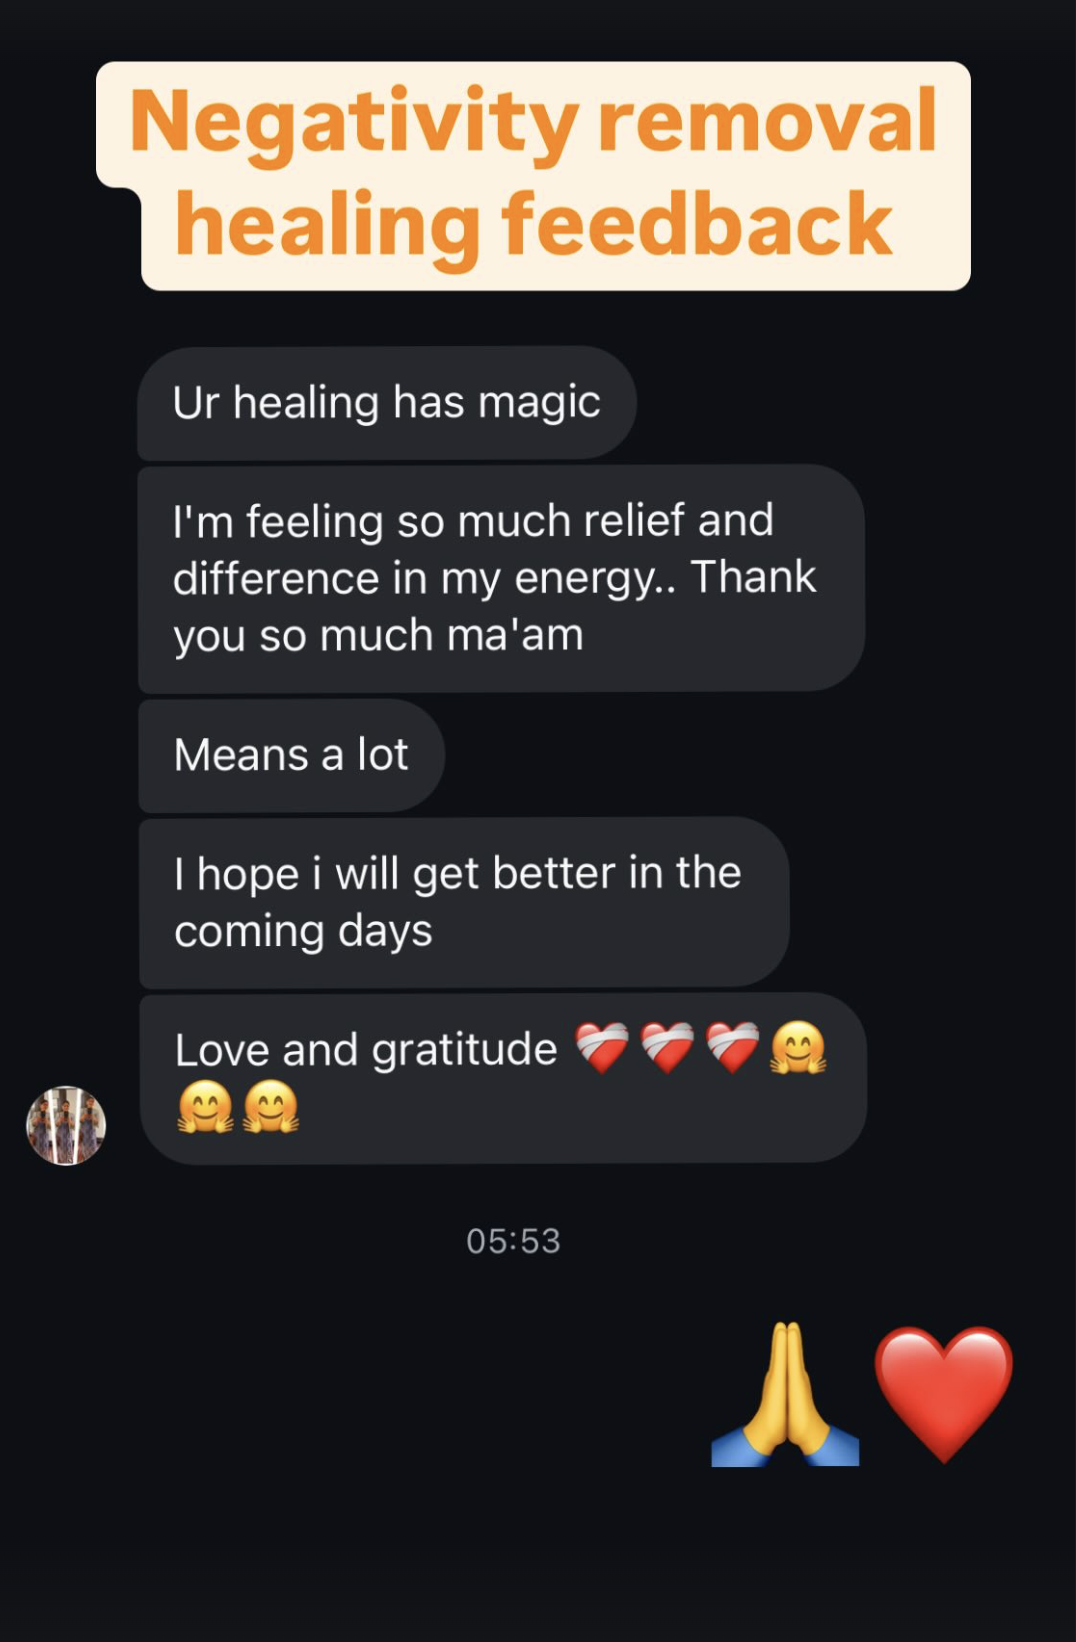 Negativity removal
healing feedback
Ur healing has magic
I'm feeling so much relief and
difference in my energy.. Thank
you so much ma'am
Means a lot
I hope i will get better in the
coming days
Love and gratitude ❤️‍🩹❤️‍🩹❤️‍🩹🤗
🤗🤗
05:53
🙏❤️